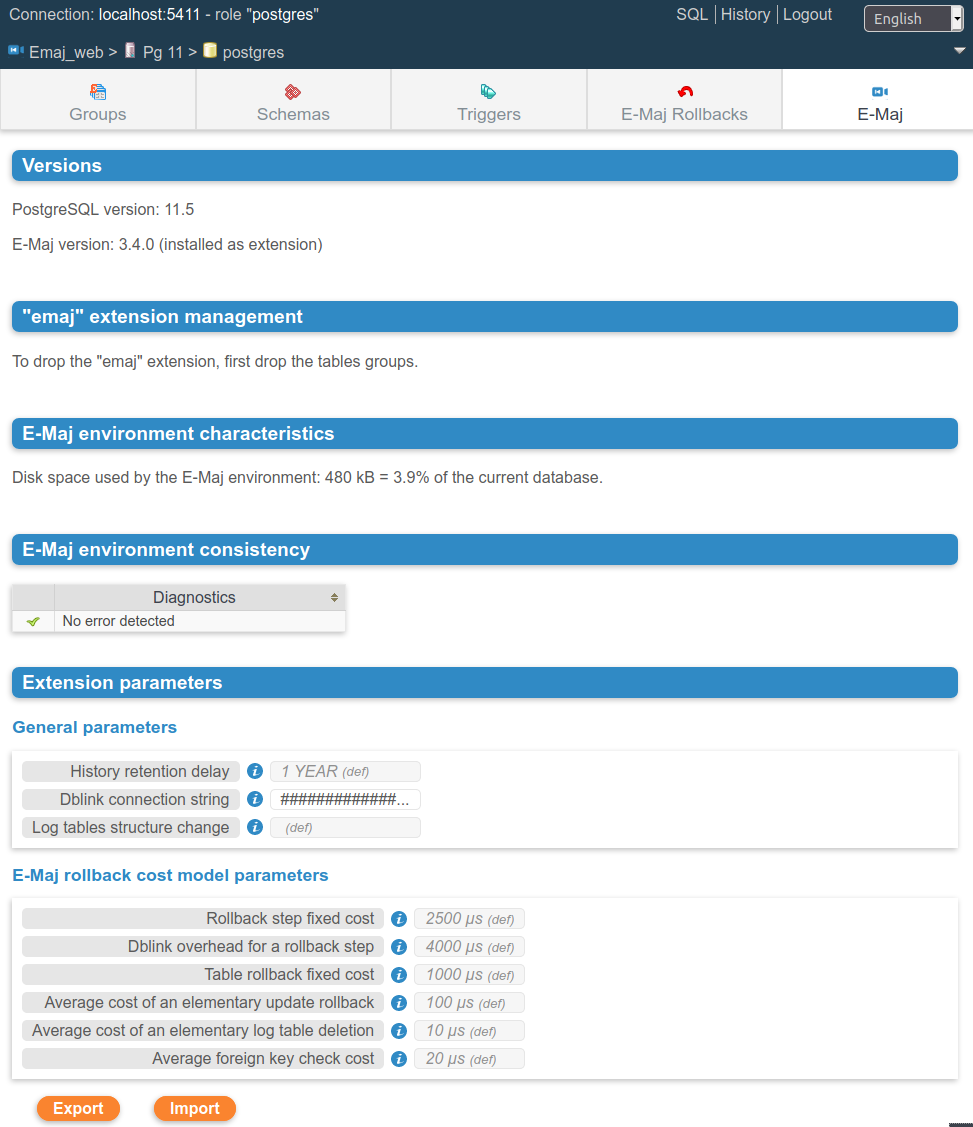 Connection: localhost:5411 - role "postgres"
SQL History Logout English
Emaj_web > Pg 11 > postgres
Groups Schemas Triggers E-Maj Rollbacks E-Maj
Versions
PostgreSQL version: 11.5
E-Maj version: 3.4.0 (installed as extension)
"emaj" extension management
To drop the "emaj" extension, first drop the tables groups.
E-Maj environment characteristics
Disk space used by the E-Maj environment: 480 kB = 3.9% of the current database.
E-Maj environment consistency
Diagnostics
No error detected
Extension parameters
General parameters
History retention delay i 1 YEAR (def)
Dblink connection string i #############...
Log tables structure change i (def)
E-Maj rollback cost model parameters
Rollback step fixed cost i 2500 µs (def)
Dblink overhead for a rollback step i 4000 µs (def)
Table rollback fixed cost i 1000 µs (def)
Average cost of an elementary update rollback i 100 µs (def)
Average cost of an elementary log table deletion i 10 µs (def)
Average foreign key check cost i 20 µs (def)
Export Import